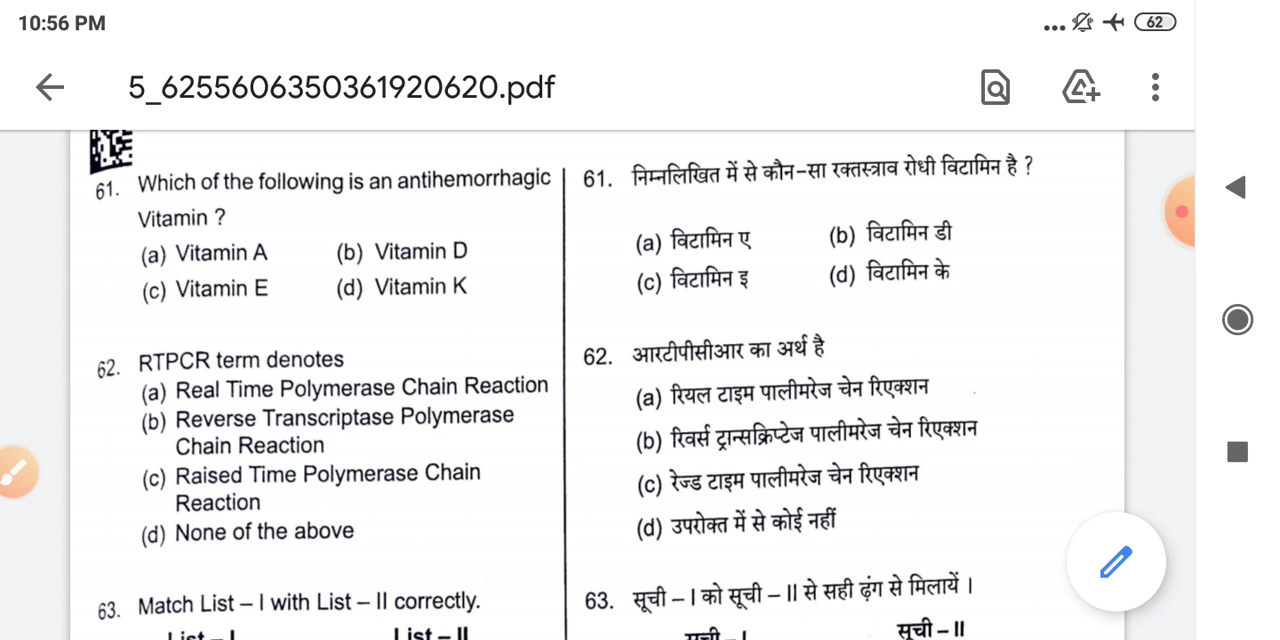 10:56 PM
62
5_6255606350361920620.pdf
61. Which of the following is an antihemorrhagic
Vitamin ?
(a) Vitamin A (b) Vitamin D
(c) Vitamin E (d) Vitamin K
62. RTPCR term denotes
(a) Real Time Polymerase Chain Reaction
(b) Reverse Transcriptase Polymerase
Chain Reaction
(c) Raised Time Polymerase Chain
Reaction
(d) None of the above
63. Match List – I with List – II correctly.
List – I List – II
61. निम्नलिखित में से कौन-सा रक्तस्त्राव रोधी विटामिन है ?
(a) विटामिन ए (b) विटामिन डी
(c) विटामिन इ (d) विटामिन के
62. आरटीपीसीआर का अर्थ है
(a) रियल टाइम पालीमरेज चेन रिएक्शन
(b) रिवर्स ट्रान्सक्रिप्टेज पालीमरेज चेन रिएक्शन
(c) रेज्ड टाइम पालीमरेज चेन रिएक्शन
(d) उपरोक्त में से कोई नहीं
63. सूची – I को सूची – II से सही ढ़ंग से मिलायें ।
सूची – I सूची – II